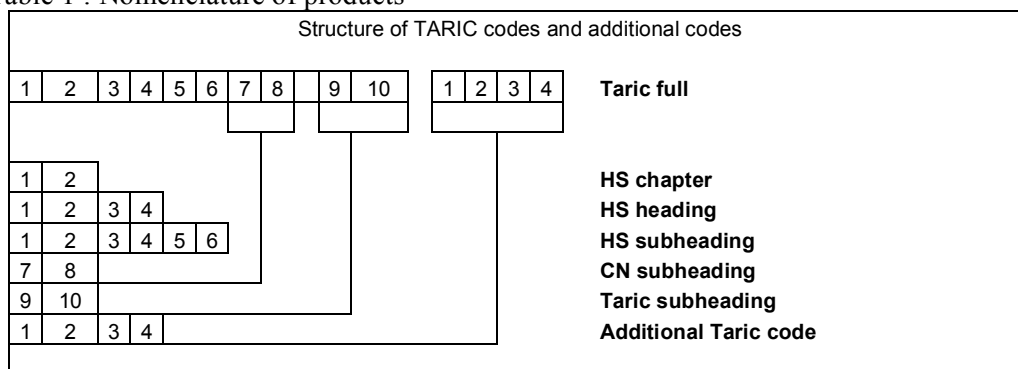 Table 1 : Nomenclature of products
Structure of TARIC codes and additional codes
1 2 3 4 5 6 7 8 9 10 1 2 3 4 Taric full
1 2 HS chapter
1 2 3 4 HS heading
1 2 3 4 5 6 HS subheading
7 8 CN subheading
9 10 Taric subheading
1 2 3 4 Additional Taric code